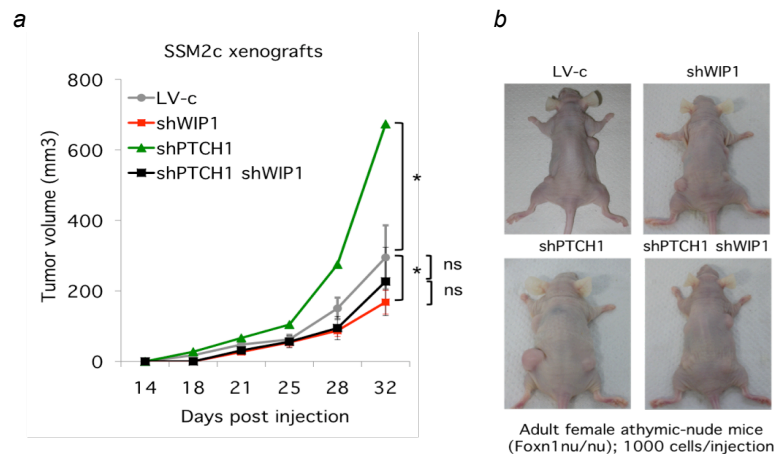 a
SSM2c xenografts
Tumor volume (mm3)
800
600
400
200
0
LV-c
shWIP1
shPTCH1
shPTCH1 shWIP1
*
*
ns
ns
14 18 21 25 28 32
Days post injection
b
LV-c shWIP1
shPTCH1 shPTCH1 shWIP1
Adult female athymic-nude mice
(Foxn1nu/nu); 1000 cells/injection